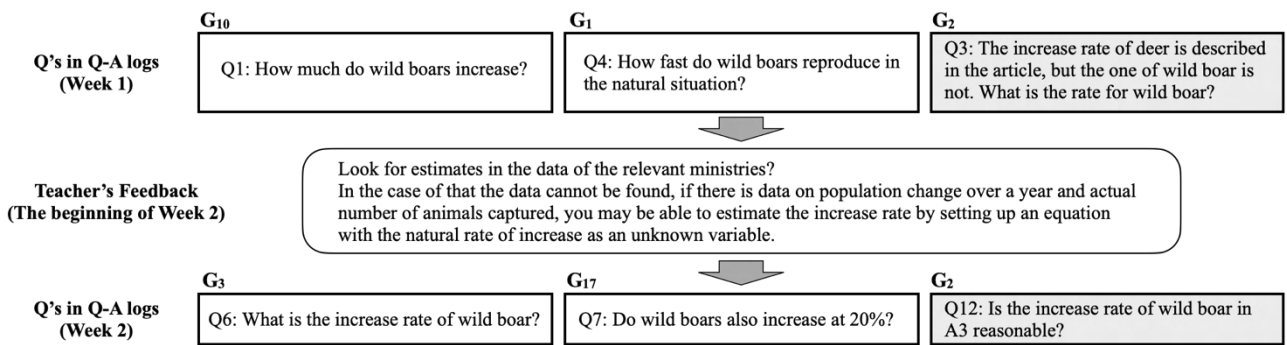 G10
G1
G2
Q's in Q-A logs
(Week 1)
Q1: How much do wild boars increase?
Q4: How fast do wild boars reproduce in
the natural situation?
Q3: The increase rate of deer is described
in the article, but the one of wild boar is
not. What is the rate for wild boar?
Teacher's Feedback
(The beginning of Week 2)
Look for estimates in the data of the relevant ministries?
In the case of that the data cannot be found, if there is data on population change over a year and actual
number of animals captured, you may be able to estimate the increase rate by setting up an equation
with the natural rate of increase as an unknown variable.
G3
G17
G2
Q's in Q-A logs
(Week 2)
Q6: What is the increase rate of wild boar?
Q7: Do wild boars also increase at 20%?
Q12: Is the increase rate of wild boar in
A3 reasonable?